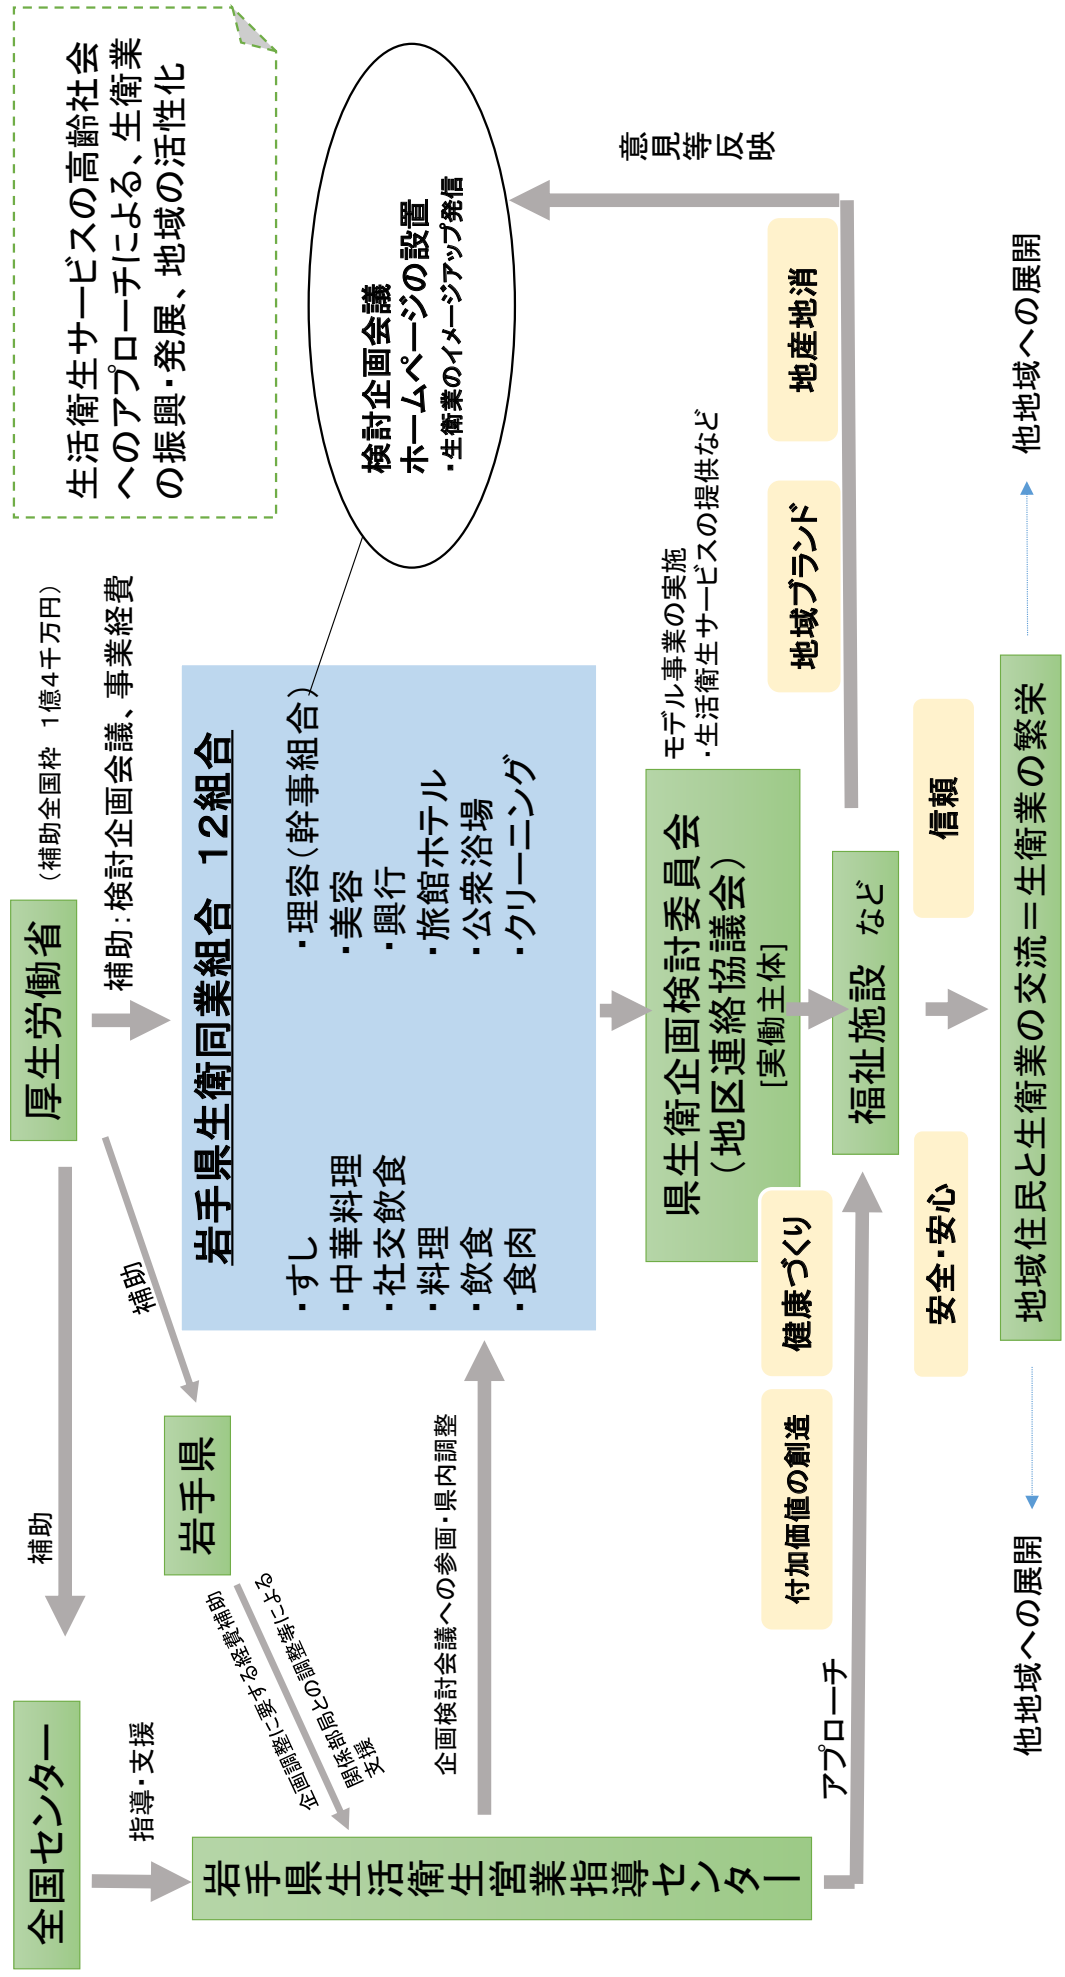 生活衛生サービスの高齢社会
へのアプローチによる、生衛業
の振興・発展、地域の活性化
全国センター
補助
厚生労働省
（補助全国枠　１億４千万円）
補助：検討企画会議、事業経費
指導・支援
補助
岩手県
企画調整に要する経費補助
関係部局との調整等による
支援
岩手県生衛同業組合　１２組合
・すし
・中華料理
・社交飲食
・料理
・飲食
・食肉
・理容（幹事組合）
・美容
・興行
・旅館ホテル
・公衆浴場
・クリーニング
検討企画会議
ホームページの設置
・生衛業のイメージアップ発信
岩手県生活衛生営業指導センター
企画検討会議への参画・県内調整
県生衛企画検討委員会
（地区連絡協議会）
[実働主体]
モデル事業の実施
・生活衛生サービスの提供など
意見等反映
付加価値の創造
健康づくり
地域ブランド
地産地消
アプローチ
福祉施設　など
安全・安心
信頼
他地域への展開
地域住民と生衛業の交流＝生衛業の繁栄
他地域への展開